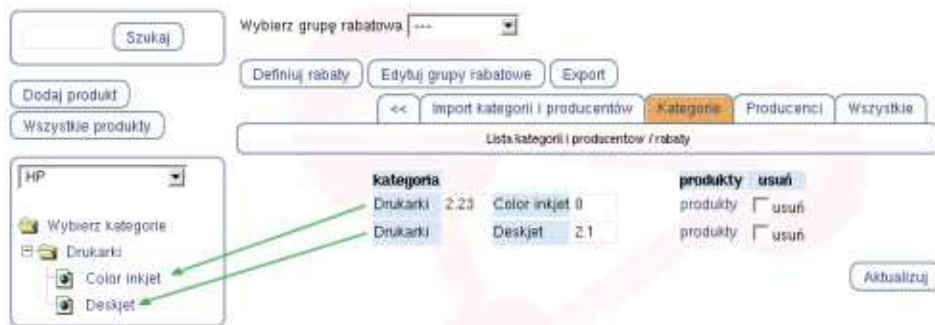 Szukaj
Dodaj produkt
Wszystkie produkty
HP
Wybierz kategorie
Drukarki
Color inkjet
Deskjet
Wybierz grupę rabatowa ---
Definiuj rabaty Edytuj grupy rabatowe Export
<< Import kategorii i producentów Kategorie Producenci Wszystkie
Lista kategorii i producentow / rabaty
kategoria produkty usuń
Drukarki 2.23 Color inkjet 0 produkty usuń
Drukarki Deskjet 2.1 produkty usuń
Aktualizuj